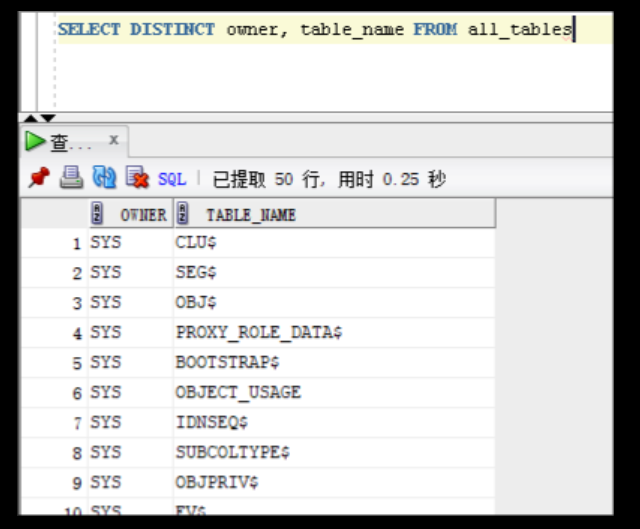 SELECT DISTINCT owner, table_name FROM all_tables
查... x
SQL | 已提取 50 行, 用时 0.25 秒
OWNER TABLE_NAME
1 SYS CLU$
2 SYS SEG$
3 SYS OBJ$
4 SYS PROXY_ROLE_DATA$
5 SYS BOOTSTRAP$
6 SYS OBJECT_USAGE
7 SYS IDNSEQ$
8 SYS SUBCOLTYPE$
9 SYS OBJPRIV$
10 SYS